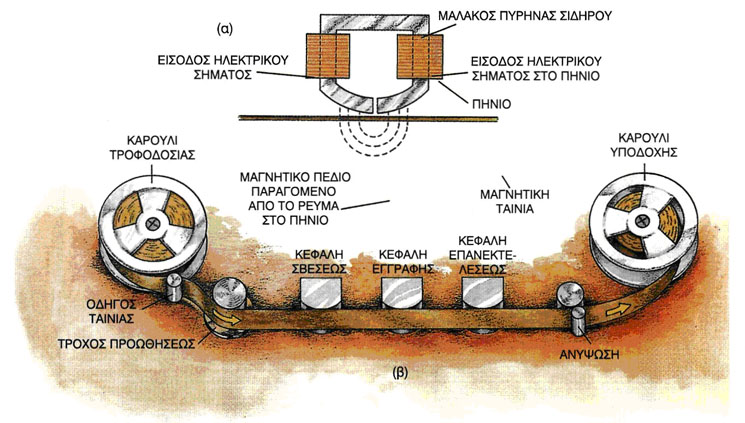 (α)
ΜΑΛΑΚΟΣ ΠΥΡΗΝΑΣ ΣΙΔΗΡΟΥ
ΕΙΣΟΔΟΣ ΗΛΕΚΤΡΙΚΟΥ
ΣΗΜΑΤΟΣ
ΕΙΣΟΔΟΣ ΗΛΕΚΤΡΙΚΟΥ
ΣΗΜΑΤΟΣ ΣΤΟ ΠΗΝΙΟ
ΠΗΝΙΟ
ΚΑΡΟΥΛΙ
ΤΡΟΦΟΔΟΣΙΑΣ
ΚΑΡΟΥΛΙ
ΥΠΟΔΟΧΗΣ
ΜΑΓΝΗΤΙΚΟ ΠΕΔΙΟ
ΠΑΡΑΓΟΜΕΝΟ
ΑΠΟ ΤΟ ΡΕΥΜΑ
ΣΤΟ ΠΗΝΙΟ
ΜΑΓΝΗΤΙΚΗ
ΤΑΙΝΙΑ
ΚΕΦΑΛΗ
ΣΒΕΣΕΩΣ
ΚΕΦΑΛΗ
ΕΓΓΡΑΦΗΣ
ΚΕΦΑΛΗ
ΕΠΑΝΕΚΤΕ-
ΛΕΣΕΩΣ
ΟΔΗΓΟΣ
ΤΑΙΝΙΑΣ
ΤΡΟΧΟΣ ΠΡΟΩΘΗΣΕΩΣ
ΑΝΥΨΩΣΗ
(β)